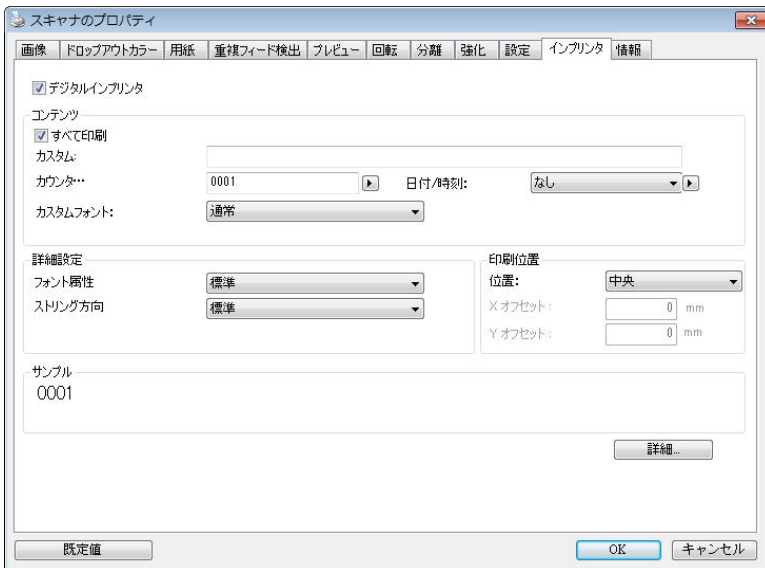 スキャナのプロパティ
画像 ドロップアウトカラー 用紙 重複フィード検出 プレビュー 回転 分離 強化 設定 インプリンタ 情報
デジタルインプリンタ
コンテンツ
すべて印刷
カスタム:
カウンタ… 0001 日付/時刻: なし
カスタムフォント: 通常
詳細設定 印刷位置
フォント属性 標準 位置: 中央
ストリング方向 標準 X オフセット: 0 mm
Y オフセット: 0 mm
サンプル
0001
詳細...
既定値 OK キャンセル